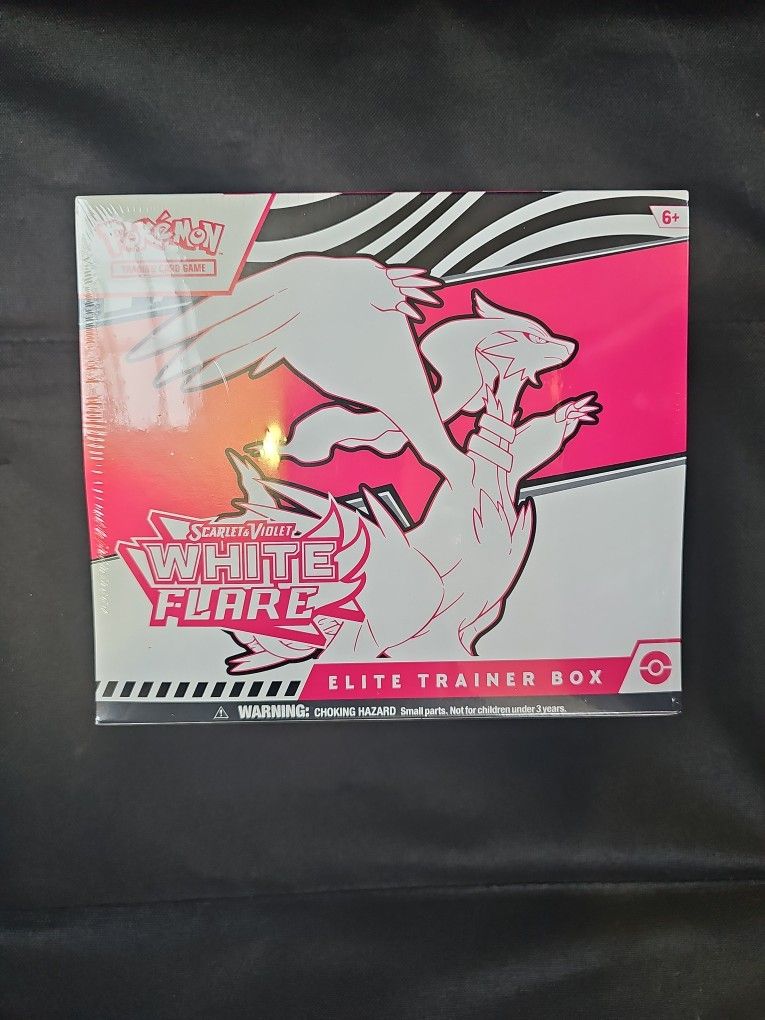 POKéMON
TRADING CARD GAME
6+
SCARLET & VIOLET
WHITE
FLARE
ELITE TRAINER BOX
⚠ WARNING: CHOKING HAZARD Small parts. Not for children under 3 years.